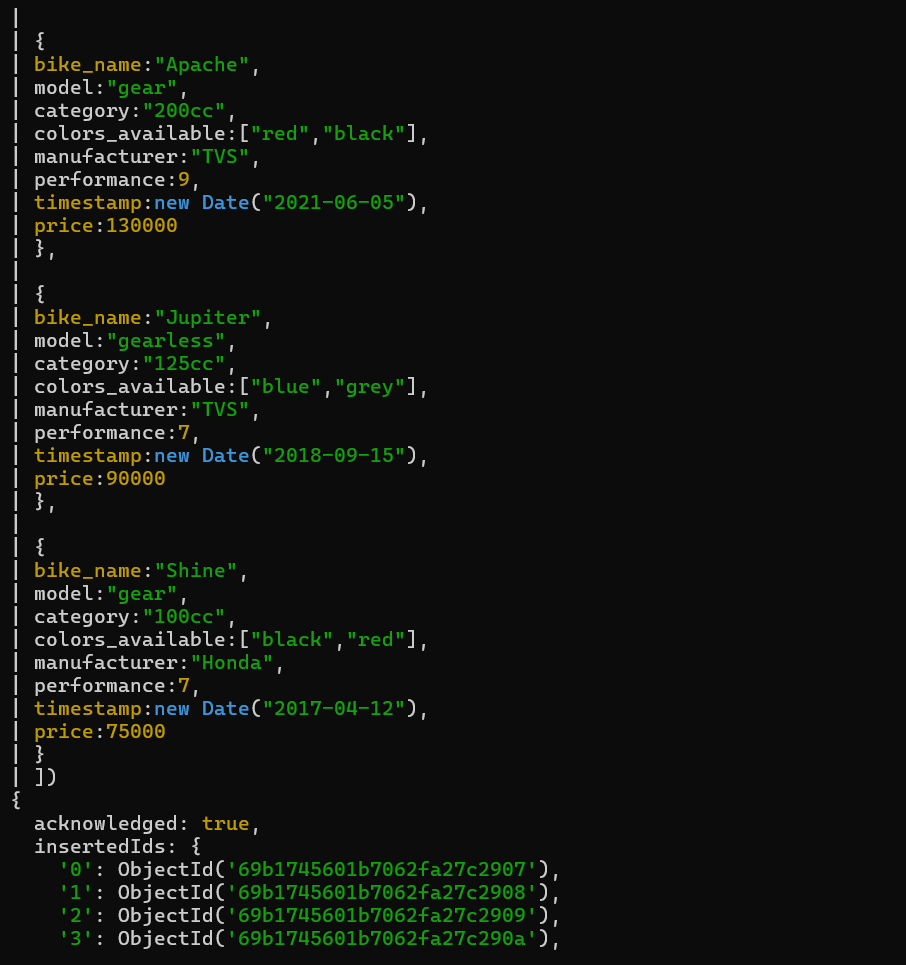 |
| {
| bike_name:"Apache",
| model:"gear",
| category:"200cc",
| colors_available:["red","black"],
| manufacturer:"TVS",
| performance:9,
| timestamp:new Date("2021-06-05"),
| price:130000
| },
|
| {
| bike_name:"Jupiter",
| model:"gearless",
| category:"125cc",
| colors_available:["blue","grey"],
| manufacturer:"TVS",
| performance:7,
| timestamp:new Date("2018-09-15"),
| price:90000
| },
|
| {
| bike_name:"Shine",
| model:"gear",
| category:"100cc",
| colors_available:["black","red"],
| manufacturer:"Honda",
| performance:7,
| timestamp:new Date("2017-04-12"),
| price:75000
| }
| ])
{
  acknowledged: true,
  insertedIds: {
    '0': ObjectId('69b1745601b7062fa27c2907'),
    '1': ObjectId('69b1745601b7062fa27c2908'),
    '2': ObjectId('69b1745601b7062fa27c2909'),
    '3': ObjectId('69b1745601b7062fa27c290a'),